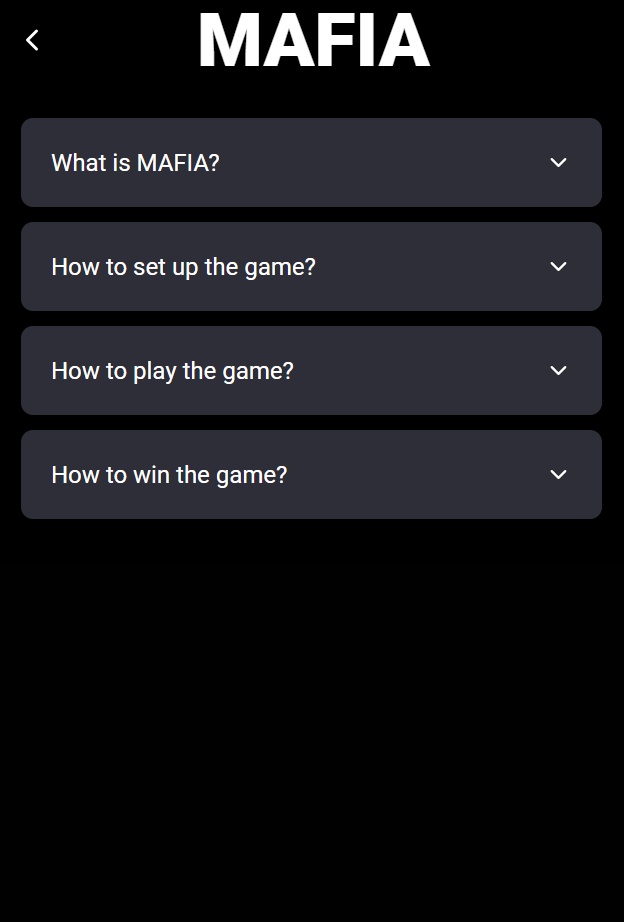 MAFIA
What is MAFIA?
How to set up the game?
How to play the game?
How to win the game?